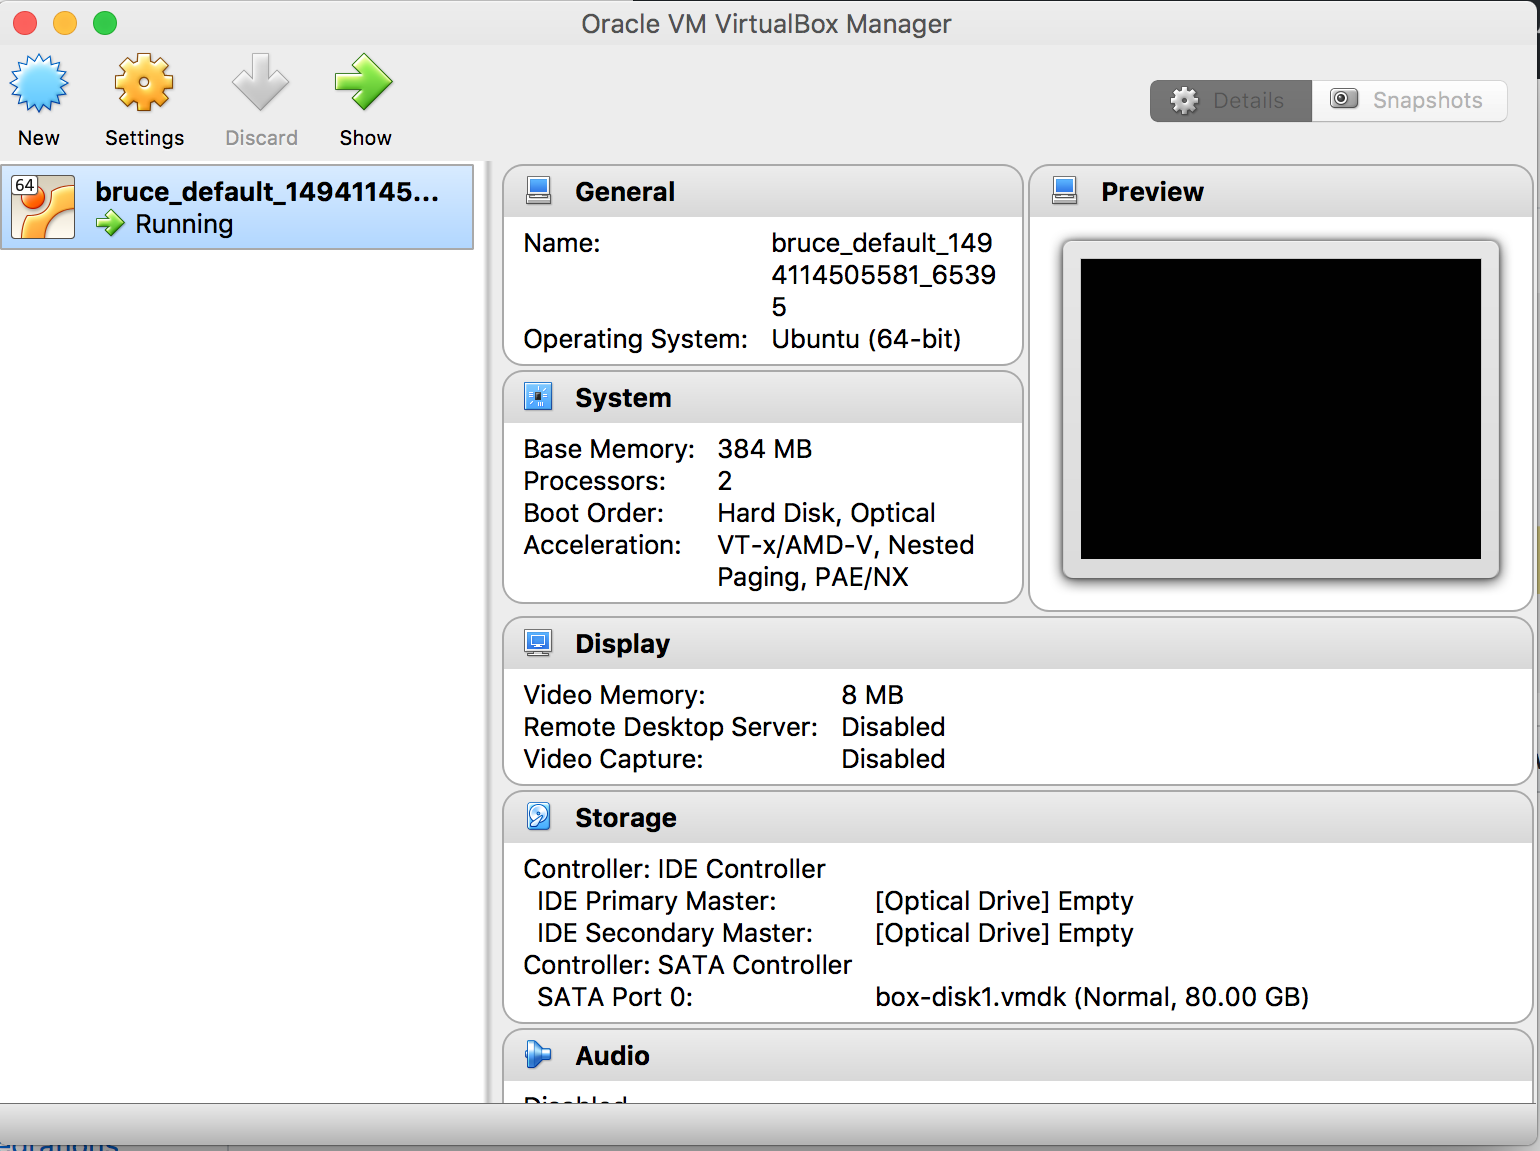 Oracle VM VirtualBox Manager
New
Settings
Discard
Show
Details
Snapshots
64
bruce_default_14941145...
Running
General
Name:
bruce_default_149
4114505581_6539
5
Operating System: Ubuntu (64-bit)
Preview
System
Base Memory: 384 MB
Processors: 2
Boot Order: Hard Disk, Optical
Acceleration: VT-x/AMD-V, Nested
Paging, PAE/NX
Display
Video Memory: 8 MB
Remote Desktop Server: Disabled
Video Capture: Disabled
Storage
Controller: IDE Controller
IDE Primary Master: [Optical Drive] Empty
IDE Secondary Master: [Optical Drive] Empty
Controller: SATA Controller
SATA Port 0: box-disk1.vmdk (Normal, 80.00 GB)
Audio
Disabled